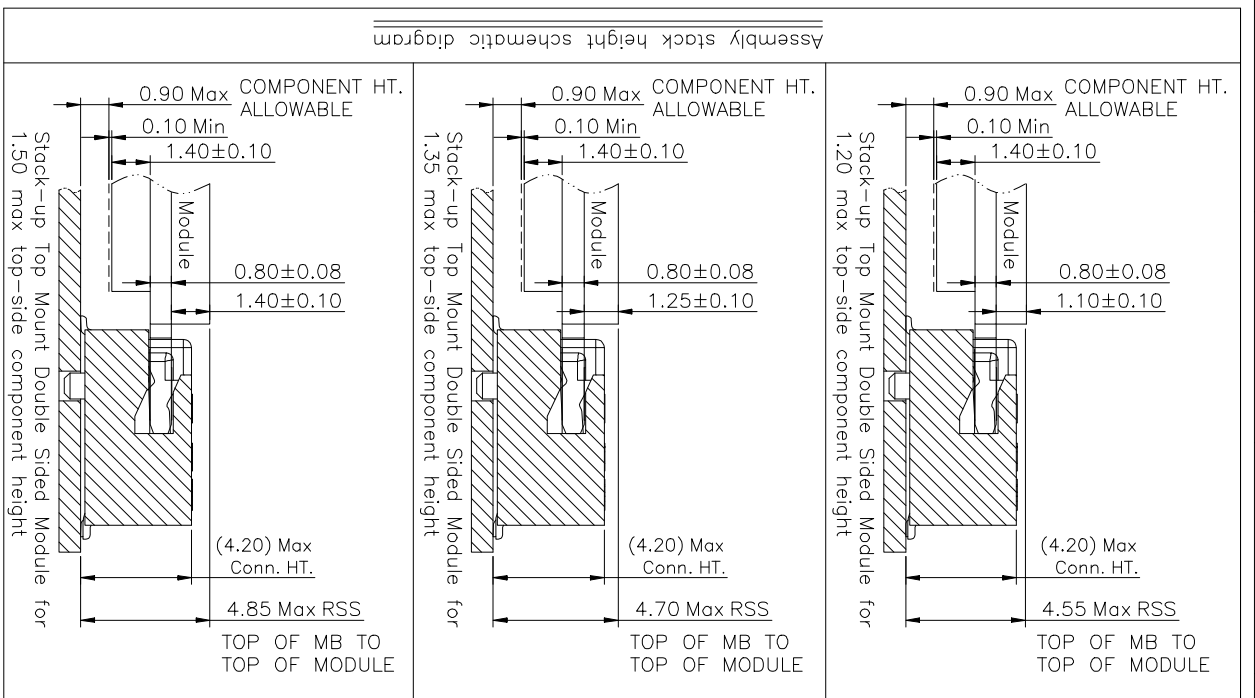 Assembly stack height schematic diagram
0.90 Max
COMPONENT HT.
ALLOWABLE
0.10 Min
1.40±0.10
Module
0.80±0.08
1.40±0.10
(4.20) Max
Conn. HT.
4.85 Max RSS
TOP OF MB TO
TOP OF MODULE
Stack-up Top Mount Double Sided Module for
1.50 max top-side component height
0.90 Max
COMPONENT HT.
ALLOWABLE
0.10 Min
1.40±0.10
Module
0.80±0.08
1.25±0.10
(4.20) Max
Conn. HT.
4.70 Max RSS
TOP OF MB TO
TOP OF MODULE
Stack-up Top Mount Double Sided Module for
1.35 max top-side component height
0.90 Max
COMPONENT HT.
ALLOWABLE
0.10 Min
1.40±0.10
Module
0.80±0.08
1.10±0.10
(4.20) Max
Conn. HT.
4.55 Max RSS
TOP OF MB TO
TOP OF MODULE
Stack-up Top Mount Double Sided Module for
1.20 max top-side component height